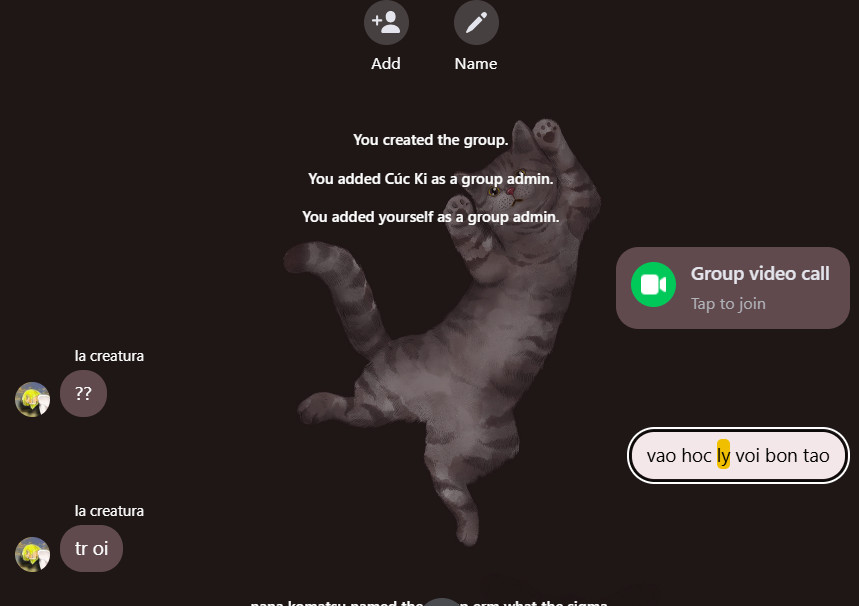 Add
Name
You created the group.
You added Cúc Ki as a group admin.
You added yourself as a group admin.
Group video call
Tap to join
la creatura
??
vao hoc ly voi bon tao
la creatura
tr oi
nana komatsu named the p erm what the sigma